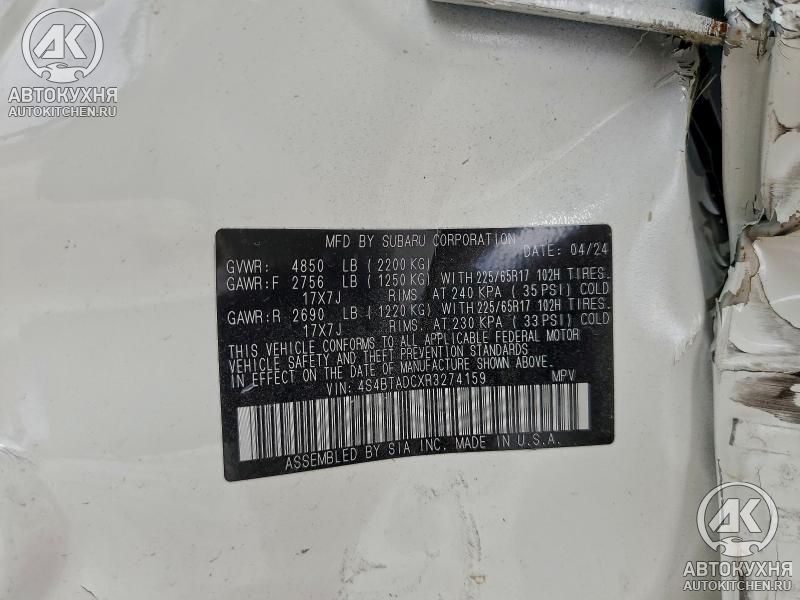 AK
АВТОКУХНЯ
AUTOKITCHEN.RU
MFD BY SUBARU CORPORATION
DATE: 04/24
GVWR: 4850 LB (2200 KG)
GAWR:F 2756 LB (1250 KG) WITH 225/65R17 102H TIRES.
17X7J RIMS. AT 240 KPA (35 PSI) COLD
GAWR:R 2690 LB (1220 KG) WITH 225/65R17 102H TIRES.
17X7J RIMS. AT 230 KPA (33 PSI) COLD
THIS VEHICLE CONFORMS TO ALL APPLICABLE FEDERAL MOTOR
VEHICLE SAFETY AND THEFT PREVENTION STANDARDS
IN EFFECT ON THE DATE OF MANUFACTURE SHOWN ABOVE.
VIN: 4S4BTADCXR3274159 MPV
ASSEMBLED BY SIA INC. MADE IN U.S.A.
AK
АВТОКУХНЯ
AUTOKITCHEN.RU